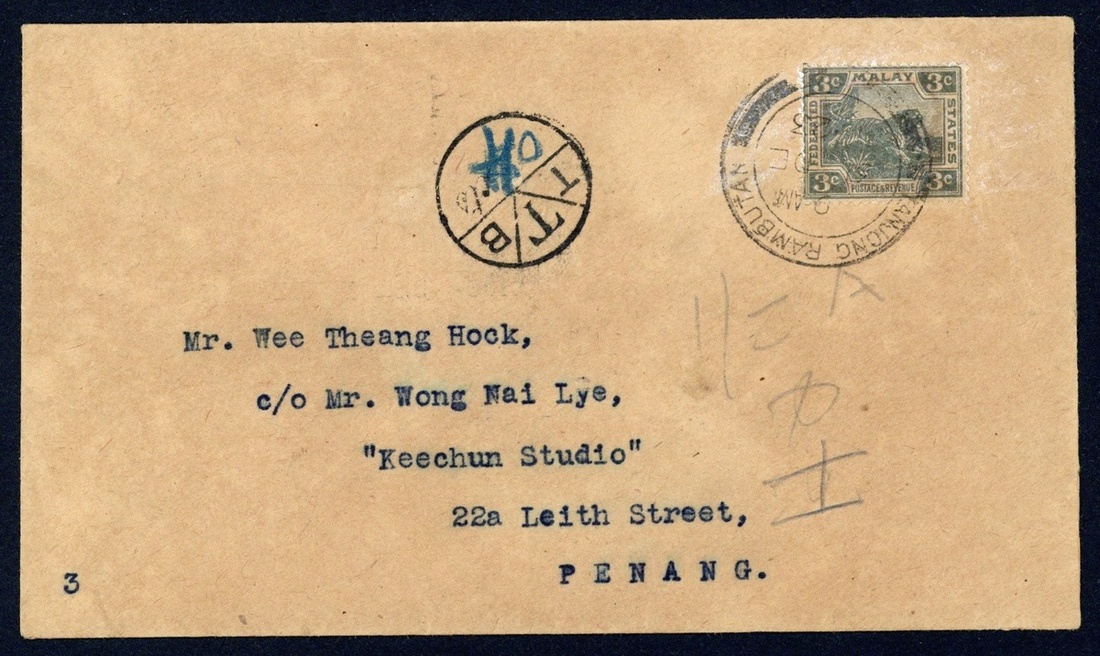 3c MALAY 3c
FEDERATED
STATES
3c POSTAGE & REVENUE 3c
TANJONG RAMBUTAN
T
T
B
Mr. Wee Theang Hock,
c/o Mr. Wong Nai Lye,
"Keechun Studio"
22a Leith Street,
PENANG.
3